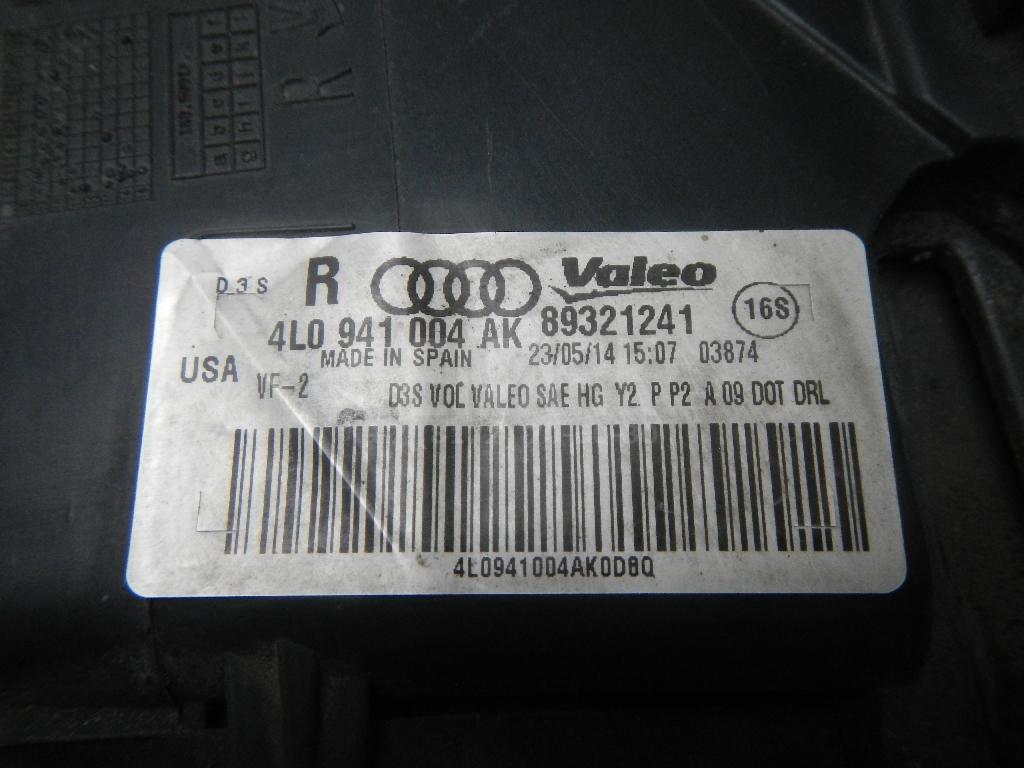 R
D3S R Valeo
4L0 941 004 AK 89321241 16S
MADE IN SPAIN 23/05/14 15:07 03874
USA
VF-2 D3S VOL VALEO SAE HG Y2 P P2 A 09 DOT DRL
4L0941004AK0D8Q